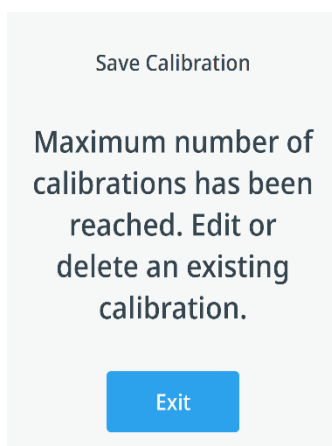 Save Calibration
Maximum number of
calibrations has been
reached. Edit or
delete an existing
calibration.
Exit